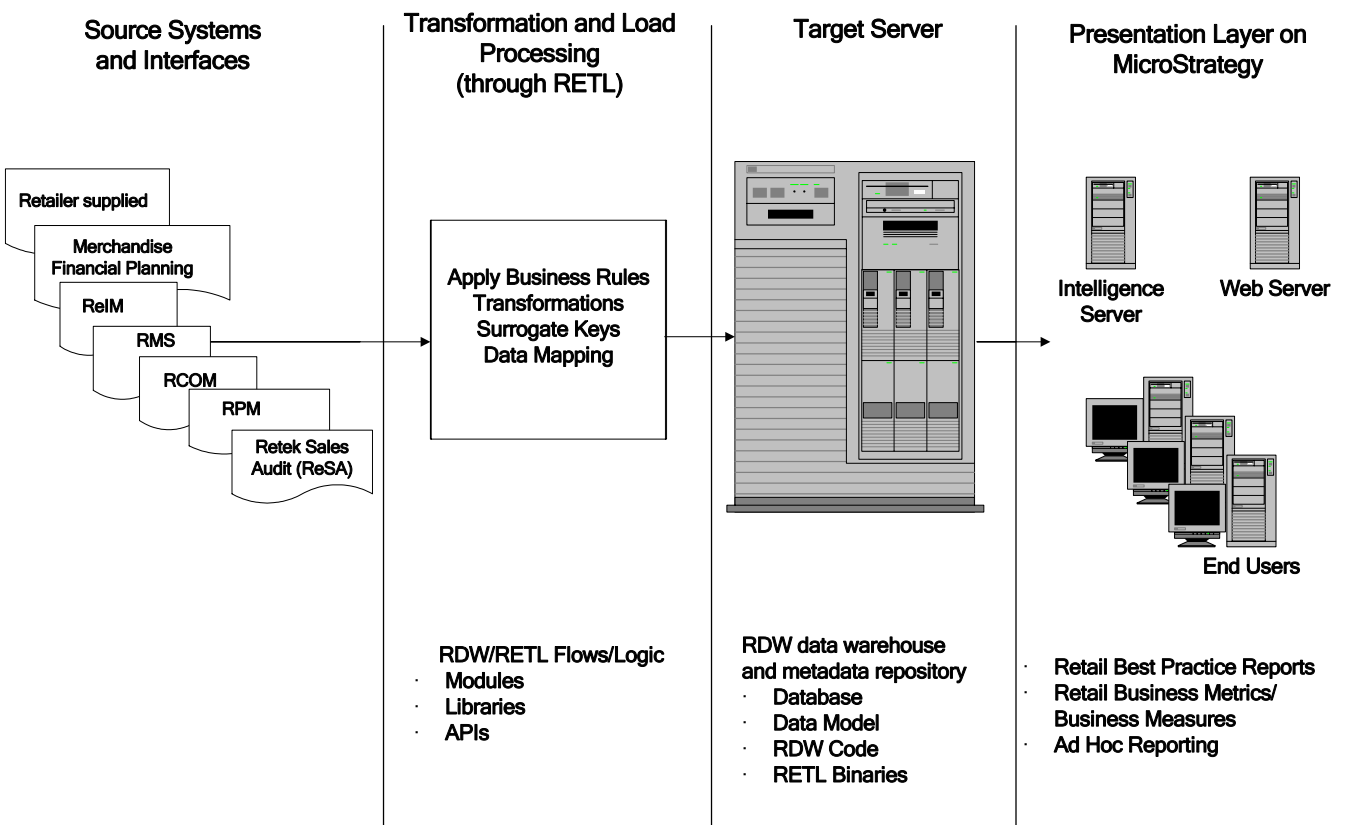 Source Systems
and Interfaces
Transformation and Load
Processing
(through RETL)
Target Server
Presentation Layer on
MicroStrategy
Retailer supplied
Merchandise
Financial Planning
ReIM
RMS
RCOM
RPM
Retek Sales
Audit (ReSA)
Apply Business Rules
Transformations
Surrogate Keys
Data Mapping
Intelligence
Server
Web Server
End Users
RDW/RETL Flows/Logic
· Modules
· Libraries
· APIs
RDW data warehouse
and metadata repository
· Database
· Data Model
· RDW Code
· RETL Binaries
· Retail Best Practice Reports
· Retail Business Metrics/
Business Measures
· Ad Hoc Reporting